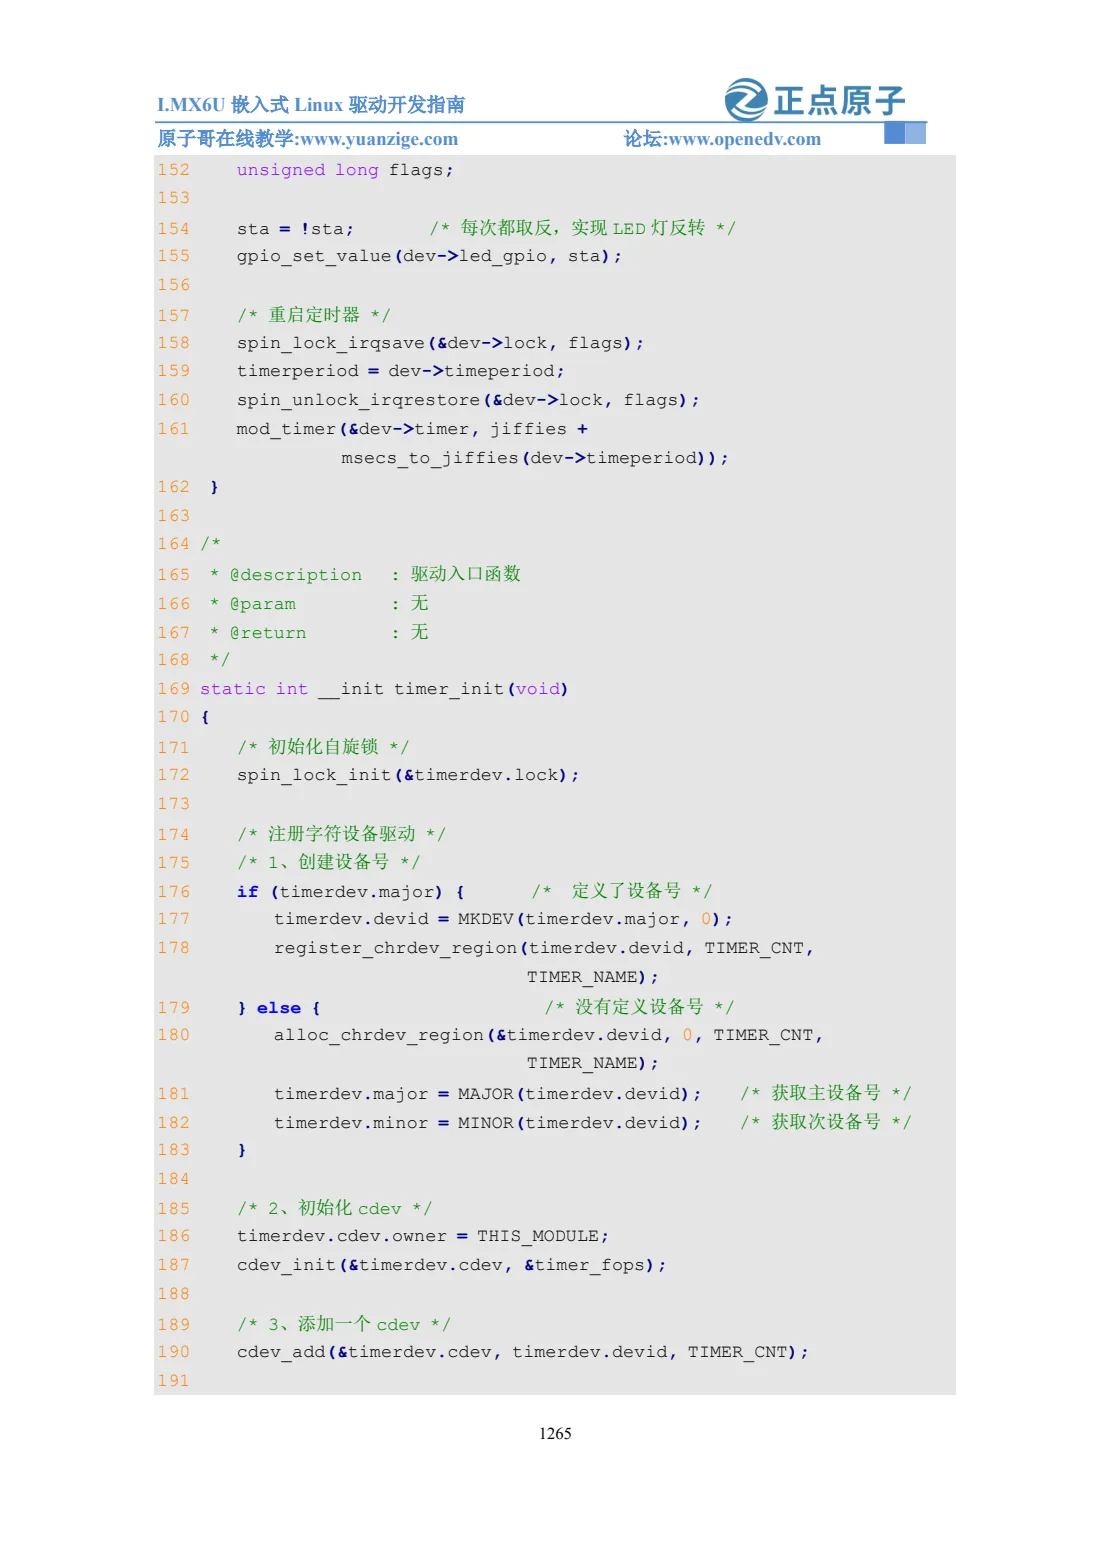 I.MX6U 嵌入式 Linux 驱动开发指南
正点原子
原子哥在线教学:www.yuanzige.com 论坛:www.openedv.com
152 unsigned long flags;
153
154 sta = !sta; /* 每次都取反，实现 LED 灯反转 */
155 gpio_set_value(dev->led_gpio, sta);
156
157 /* 重启定时器 */
158 spin_lock_irqsave(&dev->lock, flags);
159 timerperiod = dev->timeperiod;
160 spin_unlock_irqrestore(&dev->lock, flags);
161 mod_timer(&dev->timer, jiffies +
msecs_to_jiffies(dev->timeperiod));
162 }
163
164 /*
165 * @description : 驱动入口函数
166 * @param : 无
167 * @return : 无
168 */
169 static int __init timer_init(void)
170 {
171 /* 初始化自旋锁 */
172 spin_lock_init(&timerdev.lock);
173
174 /* 注册字符设备驱动 */
175 /* 1、创建设备号 */
176 if (timerdev.major) { /* 定义了设备号 */
177 timerdev.devid = MKDEV(timerdev.major, 0);
178 register_chrdev_region(timerdev.devid, TIMER_CNT,
TIMER_NAME);
179 } else { /* 没有定义设备号 */
180 alloc_chrdev_region(&timerdev.devid, 0, TIMER_CNT,
TIMER_NAME);
181 timerdev.major = MAJOR(timerdev.devid); /* 获取主设备号 */
182 timerdev.minor = MINOR(timerdev.devid); /* 获取次设备号 */
183 }
184
185 /* 2、初始化 cdev */
186 timerdev.cdev.owner = THIS_MODULE;
187 cdev_init(&timerdev.cdev, &timer_fops);
188
189 /* 3、添加一个 cdev */
190 cdev_add(&timerdev.cdev, timerdev.devid, TIMER_CNT);
191
1265